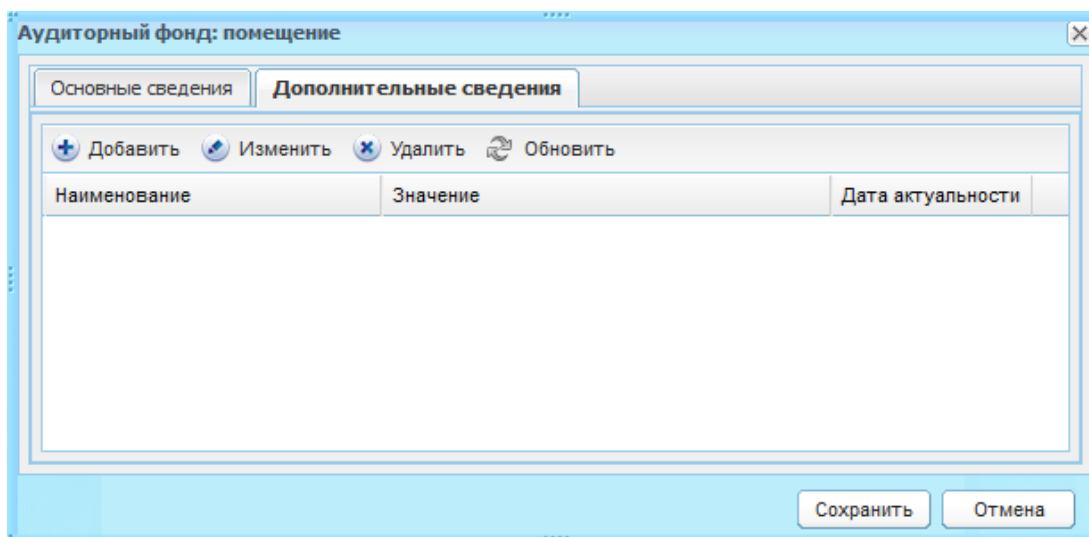 Аудиторный фонд: помещение
Основные сведения Дополнительные сведения
Добавить Изменить Удалить Обновить
Наименование Значение Дата актуальности
Сохранить Отмена